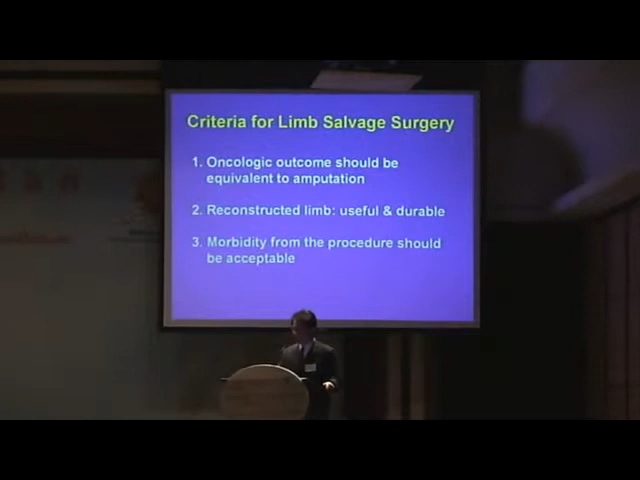 Criteria for Limb Salvage Surgery
1. Oncologic outcome should be
equivalent to amputation
2. Reconstructed limb: useful & durable
3. Morbidity from the procedure should
be acceptable